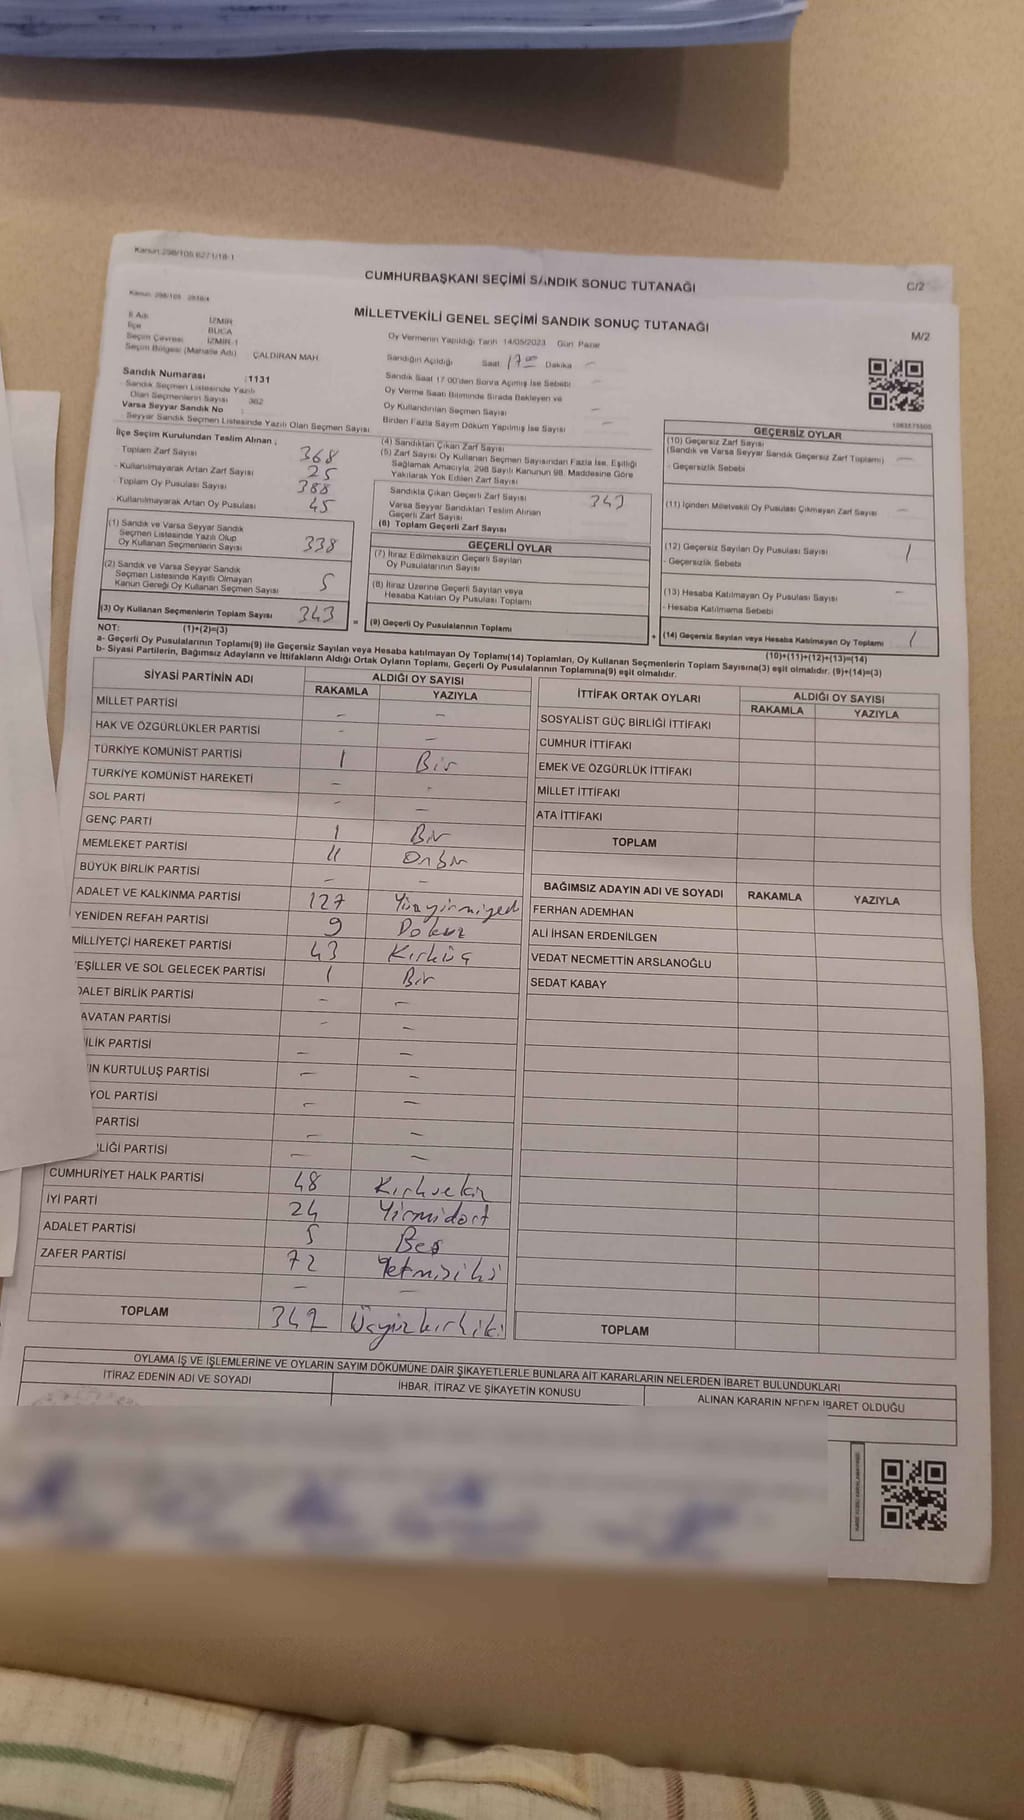 Kanun:298/105,6271/18-1
CUMHURBAŞKANI SEÇİMİ SANDIK SONUÇ TUTANAĞI
C/2
MİLLETVEKİLİ GENEL SEÇİMİ SANDIK SONUÇ TUTANAĞI
M/2
İl Adı İZMİR
İlçe BUCA
Seçim Çevresi İZMİR-1
Seçim Bölgesi (Mahalle Adı) ÇALDIRAN MAH.
Sandık Numarası :1131
Sandık Seçmen Listesinde Yazılı
Olan Seçmenlerin Sayısı 362
Varsa Seyyar Sandık No :
Seyyar Sandık Seçmen Listesinde Yazılı Olan Seçmen Sayısı
Oy Vermenin Yapıldığı Tarih 14/05/2023 Gün Pazar
Sandığın Açıldığı Saat 17 00 Dakika -
Sandık Saat 17 00'den Sonra Açılmış İse Sebebi -
Oy Verme Saati Bitiminde Sırada Bekleyen ve
Oy Kullandırılan Seçmen Sayısı -
Birden Fazla Sayım Döküm Yapılmış İse Sayısı -
İlçe Seçim Kurulundan Teslim Alınan ;
Toplam Zarf Sayısı 368
- Kullanılmayarak Artan Zarf Sayısı 25
- Toplam Oy Pusulası Sayısı 388
- Kullanılmayarak Artan Oy Pusulası 45
(1) Sandık ve Varsa Seyyar Sandık
Seçmen Listesinde Yazılı Olup
Oy Kullanan Seçmenlerin Sayısı 338
(2) Sandık ve Varsa Seyyar Sandık
Seçmen Listesinde Kayıtlı Olmayan
Kanun Gereği Oy Kullanan Seçmen Sayısı 5
(3) Oy Kullanan Seçmenlerin Toplam Sayısı 343
(4) Sandıktan Çıkan Zarf Sayısı
(5) Zarf Sayısı Oy Kullanan Seçmen Sayısından Fazla İse, Eşitliği
Sağlamak Amacıyla, 298 Sayılı Kanunun 98. Maddesine Göre
Yakılarak Yok Edilen Zarf Sayısı
Sandıkla Çıkan Geçerli Zarf Sayısı 343
Varsa Seyyar Sandıktan Teslim Alınan
Geçerli Zarf Sayısı
(6) Toplam Geçerli Zarf Sayısı
GEÇERLİ OYLAR
(7) İtiraz Edilmeksizin Geçerli Sayılan
Oy Pusulalarının Sayısı
(8) İtiraz Üzerine Geçerli Sayılan veya
Hesaba Katılan Oy Pusulası Toplamı
= (9) Geçerli Oy Pusulalarının Toplamı +
GEÇERSİZ OYLAR
(10) Geçersiz Zarf Sayısı
(Sandık ve Varsa Seyyar Sandık Geçersiz Zarf Toplamı) -
- Geçersizlik Sebebi
(11) İçinden Milletvekili Oy Pusulası Çıkmayan Zarf Sayısı -
(12) Geçersiz Sayılan Oy Pusulası Sayısı 1
- Geçersizlik Sebebi
(13) Hesaba Katılmayan Oy Pusulası Sayısı -
- Hesaba Katılmama Sebebi
(14) Geçersiz Sayılan veya Hesaba Katılmayan Oy Toplamı 1
NOT: (1)+(2)=(3)
(10)+(11)+(12)+(13)=(14)
a- Geçerli Oy Pusulalarının Toplamı(9) ile Geçersiz Sayılan veya Hesaba katılmayan Oy Toplamı(14) Toplamları, Oy Kullanan Seçmenlerin Toplam Sayısına(3) eşit olmalıdır. (9)+(14)=(3)
b- Siyasi Partilerin, Bağımsız Adayların ve İttifakların Aldığı Ortak Oyların Toplamı, Geçerli Oy Pusulalarının Toplamına(9) eşit olmalıdır.
SİYASİ PARTİNİN ADI ALDIĞI OY SAYISI
RAKAMLA YAZIYLA
MİLLET PARTİSİ - -
HAK VE ÖZGÜRLÜKLER PARTİSİ - -
TÜRKİYE KOMÜNİST PARTİSİ 1 Bir
TÜRKİYE KOMÜNİST HAREKETİ - -
SOL PARTİ - -
GENÇ PARTİ 1 Bir
MEMLEKET PARTİSİ 11 Onbir
BÜYÜK BİRLİK PARTİSİ - -
ADALET VE KALKINMA PARTİSİ 127 Yüzyirmiyedi
YENİDEN REFAH PARTİSİ 9 Dokuz
MİLLİYETÇİ HAREKET PARTİSİ 43 Kırküç
EŞİLLER VE SOL GELECEK PARTİSİ 1 Bir
DALET BİRLİK PARTİSİ - -
AVATAN PARTİSİ - -
İLİK PARTİSİ - -
IN KURTULUŞ PARTİSİ - -
YOL PARTİSİ - -
PARTİSİ - -
LİĞİ PARTİSİ - -
CUMHURİYET HALK PARTİSİ 48 Kırksekiz
İYİ PARTİ 24 Yirmidört
ADALET PARTİSİ 5 Beş
ZAFER PARTİSİ 72 Yetmişiki
- -
TOPLAM 342 Üçyüzkırkiki
İTTİFAK ORTAK OYLARI ALDIĞI OY SAYISI
RAKAMLA YAZIYLA
SOSYALİST GÜÇ BİRLİĞİ İTTİFAKI
CUMHUR İTTİFAKI
EMEK VE ÖZGÜRLÜK İTTİFAKI
MİLLET İTTİFAKI
ATA İTTİFAKI
TOPLAM
BAĞIMSIZ ADAYIN ADI VE SOYADI RAKAMLA YAZIYLA
FERHAN ADEMHAN
ALİ İHSAN ERDENİLGEN
VEDAT NECMETTİN ARSLANOĞLU
SEDAT KABAY
TOPLAM
OYLAMA İŞ VE İŞLEMLERİNE VE OYLARIN SAYIM DÖKÜMÜNE DAİR ŞİKAYETLERLE BUNLARA AİT KARARLARIN NELERDEN İBARET BULUNDUKLARI
İTİRAZ EDENİN ADI VE SOYADI İHBAR, İTİRAZ VE ŞİKAYETİN KONUSU ALINAN KARARIN NEDEN İBARET OLDUĞU